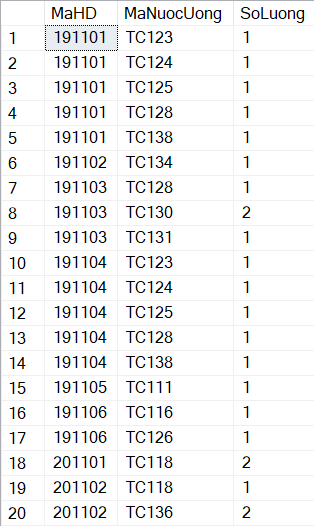 MaHD MaNuocUong SoLuong
1 191101 TC123 1
2 191101 TC124 1
3 191101 TC125 1
4 191101 TC128 1
5 191101 TC138 1
6 191102 TC134 1
7 191103 TC128 1
8 191103 TC130 2
9 191103 TC131 1
10 191104 TC123 1
11 191104 TC124 1
12 191104 TC125 1
13 191104 TC128 1
14 191104 TC138 1
15 191105 TC111 1
16 191106 TC116 1
17 191106 TC126 1
18 201101 TC118 2
19 201102 TC118 1
20 201102 TC136 2